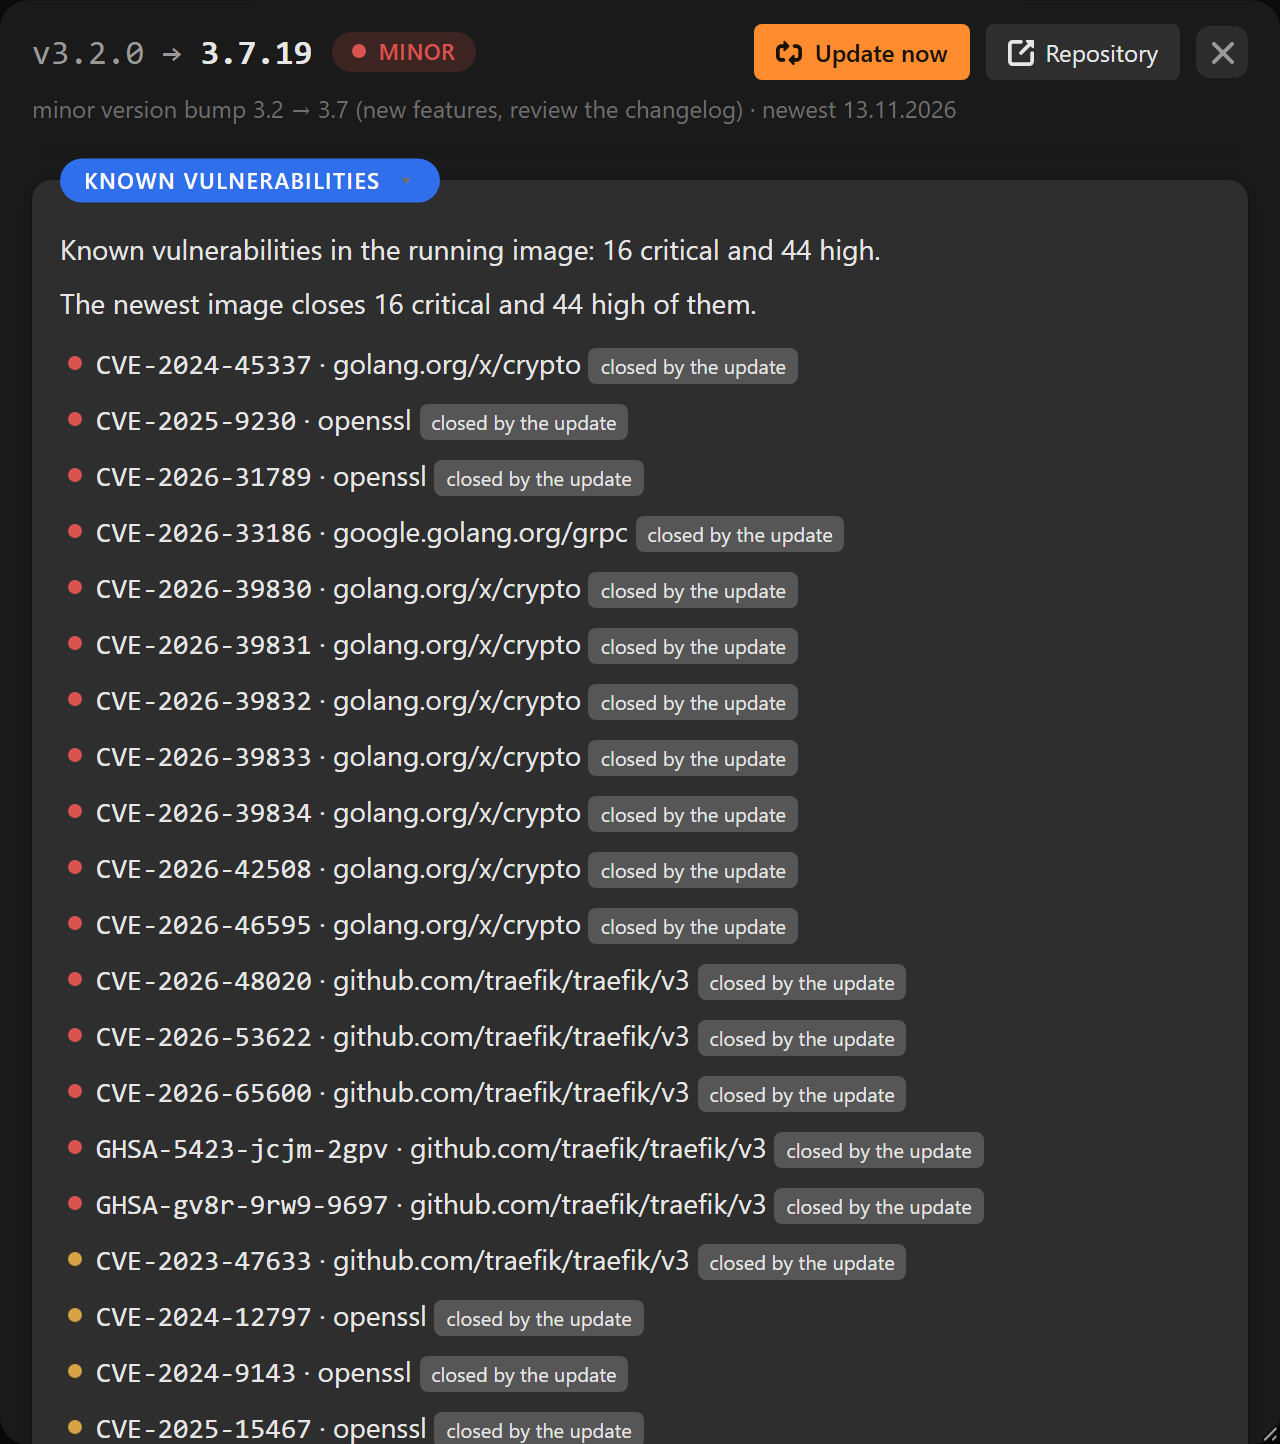 v3.2.0 → 3.7.19 MINOR Update now Repository
minor version bump 3.2 → 3.7 (new features, review the changelog) · newest 13.11.2026
KNOWN VULNERABILITIES
Known vulnerabilities in the running image: 16 critical and 44 high.
The newest image closes 16 critical and 44 high of them.
CVE-2024-45337 · golang.org/x/crypto closed by the update
CVE-2025-9230 · openssl closed by the update
CVE-2026-31789 · openssl closed by the update
CVE-2026-33186 · google.golang.org/grpc closed by the update
CVE-2026-39830 · golang.org/x/crypto closed by the update
CVE-2026-39831 · golang.org/x/crypto closed by the update
CVE-2026-39832 · golang.org/x/crypto closed by the update
CVE-2026-39833 · golang.org/x/crypto closed by the update
CVE-2026-39834 · golang.org/x/crypto closed by the update
CVE-2026-42508 · golang.org/x/crypto closed by the update
CVE-2026-46595 · golang.org/x/crypto closed by the update
CVE-2026-48020 · github.com/traefik/traefik/v3 closed by the update
CVE-2026-53622 · github.com/traefik/traefik/v3 closed by the update
CVE-2026-65600 · github.com/traefik/traefik/v3 closed by the update
GHSA-5423-jcjm-2gpv · github.com/traefik/traefik/v3 closed by the update
GHSA-gv8r-9rw9-9697 · github.com/traefik/traefik/v3 closed by the update
CVE-2023-47633 · github.com/traefik/traefik/v3 closed by the update
CVE-2024-12797 · openssl closed by the update
CVE-2024-9143 · openssl closed by the update
CVE-2025-15467 · openssl closed by the update